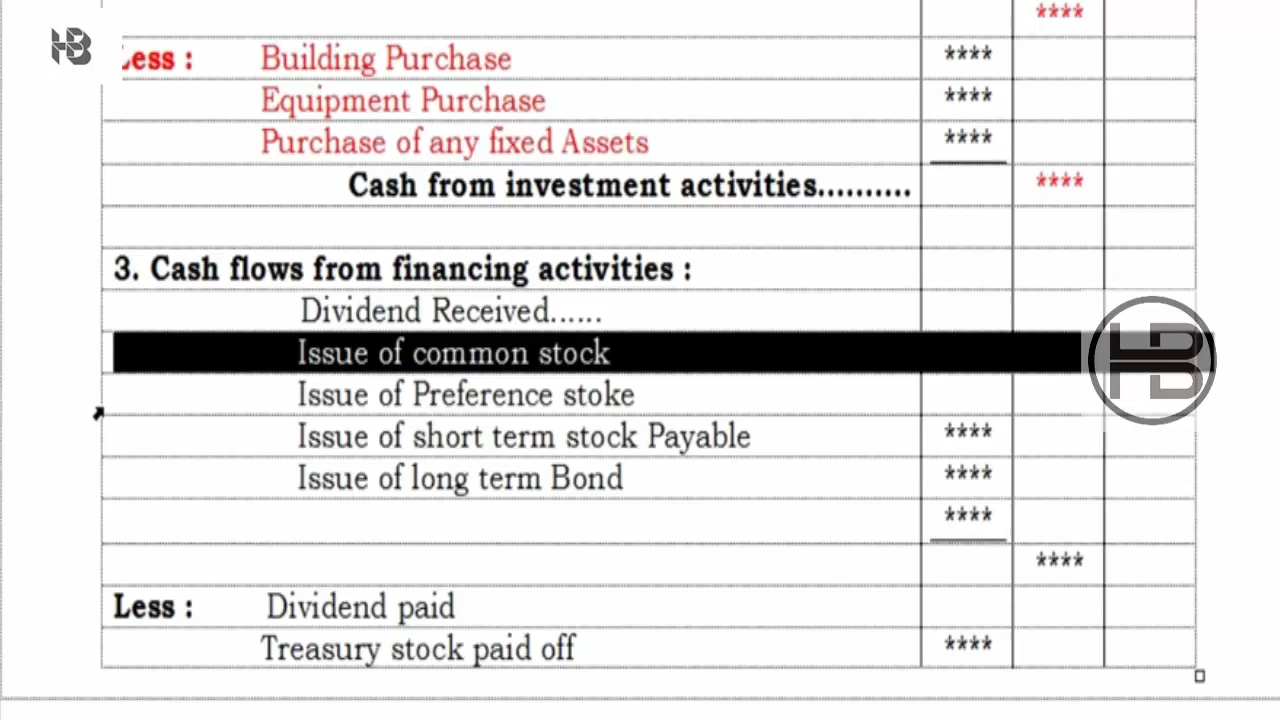 ****
Less : Building Purchase ****
Equipment Purchase ****
Purchase of any fixed Assets ****
Cash from investment activities.......... ****
3. Cash flows from financing activities :
Dividend Received......
Issue of common stock
Issue of Preference stoke
Issue of short term stock Payable ****
Issue of long term Bond ****
****
****
Less : Dividend paid
Treasury stock paid off ****